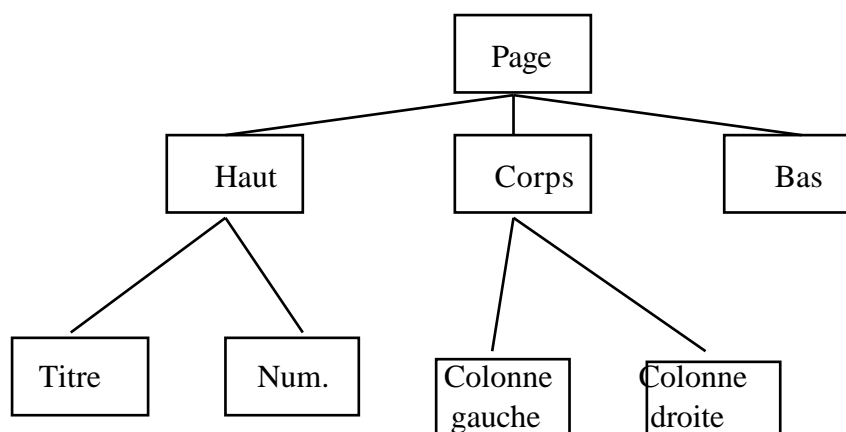 Page
Haut
Corps
Bas
Titre
Num.
Colonne
gauche
Colonne
droite